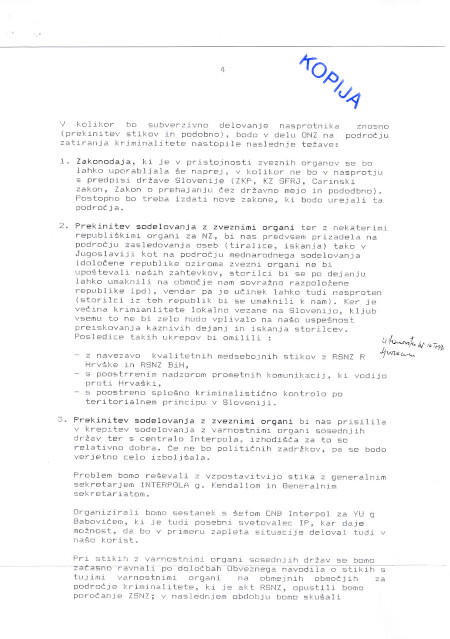 4
KOPIJA
V kolikor bo subverzivno delovanje nasprotnika znosno
(prekinitev stikov in podobno), bodo v delu ONZ na področju
zatiranja kriminalitete nastopile naslednje težave:
1. Zakonodaja, ki je v pristojnosti zveznih organov se bo
lahko uporabljala še naprej, v kolikor ne bo v nasprotju
s predpisi države Slovenije (ZKP, KZ SFRJ, Carinski
zakon, Zakon o prehajanju čez državno mejo in podobno).
Postopno bo treba izdati nove zakone, ki bodo urejali ta
področja.
2. Prekinitev sodelovanja z zveznimi organi ter z nekaterimi
republiškimi organi za NZ, bi nas predvsem prizadela na
področju zasledovanja oseb (tiralice, iskanja) tako v
Jugoslaviji kot na področju mednarodnega sodelovanja
(določene republike oziroma zvezni organi ne bi
upoštevali naših zahtevkov, storilci bi se po dejanju
lahko umaknili na območje nam sovražno razpoložene
republike ipd), vendar pa je učinek lahko tudi nasproten
(storilci iz teh republik bi se umaknili k nam). Ker je
večina krimianlitete lokalno vezane na Slovenijo, kljub
vsemu to ne bi zelo hudo vplivalo na našo uspešnost
preiskovanja kaznivih dejanj in iskanja storilcev.
Posledice takih ukrepov bi omilili :
- z navezavo kvalitetnih medsebojnih stikov z RSNZ R
Hrvške in RSNZ BiH,
- s poostrrenim nadzorom prometnih komunikacij, ki vodijo
proti Hrvaški,
- s poostreno splošno kriminalistično kontrolo po
teritorialnem principu v Sloveniji.
3. Prekinitev sodelovanja z zveznimi organi bi nas prisilila
v krepitev sodelovanja z varnostnimi organi sosednjih
držav ter s centralo Interpola, izhodišča za to so
relativno dobra. Če ne bo političnih zadržkov, pa se bodo
verjetno celo izboljšala.
Problem bomo reševali z vzpostavitvijo stika z generalnim
sekretarjem INTERPOLA g. Kendallom in Generalnim
sekretariatom.
Organizirali bomo sestanek s šefom CNB Interpol za YU g
Babovičem, ki je tudi posebni svetovalec IP, kar daje
možnost, da bo v primeru zapleta situacije deloval tudi v
našo korist.
Pri stikih z varnostnimi organi sosednjih držav se bomo
začasno ravnali po določbah Obveznega navodila o stikih s
tujimi varnostnimi organi na obmejnih območjih za
področje kriminalitete, ki je akt RSNZ, opustili bomo
poročanje ZSNZ; v naslednjem obdobju bomo skušali